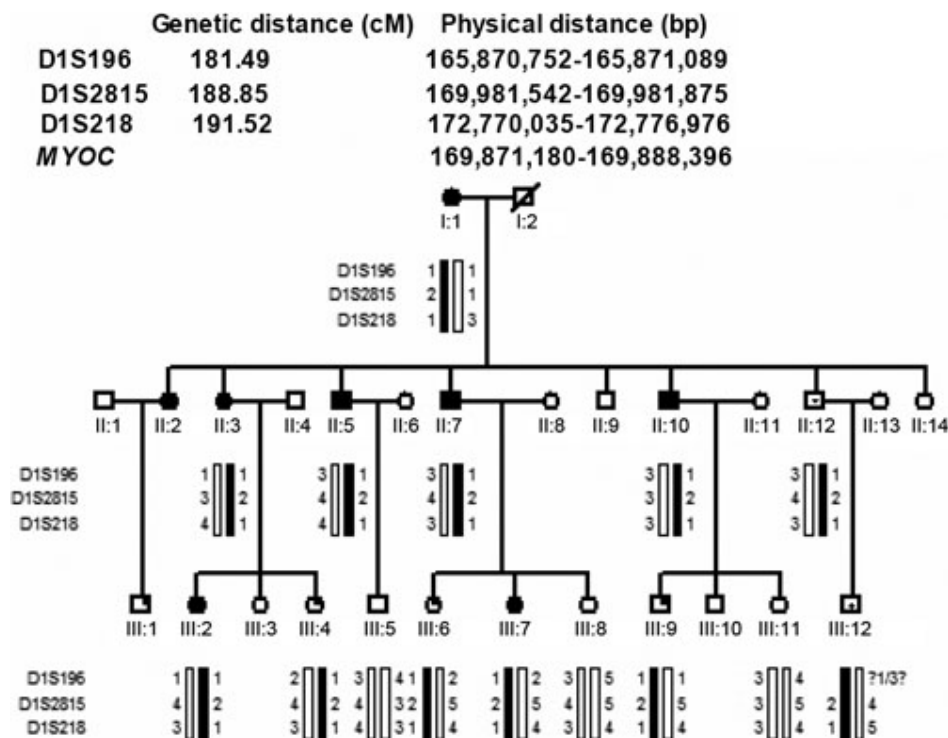 Genetic distance (cM) Physical distance (bp)
D1S196 181.49 165,870,752-165,871,089
D1S2815 188.85 169,981,542-169,981,875
D1S218 191.52 172,770,035-172,776,976
MYOC 169,871,180-169,888,396
I:1 I:2
D1S196 1 1
D1S2815 2 1
D1S218 1 3
II:1 II:2 II:3 II:4 II:5 II:6 II:7 II:8 II:9 II:10 II:11 II:12 II:13 II:14
D1S196 1 1 3 1 3 1 3 1 3 1
D1S2815 3 2 4 2 4 2 3 2 4 2
D1S218 4 1 4 1 3 1 3 1 3 1
III:1 III:2 III:3 III:4 III:5 III:6 III:7 III:8 III:9 III:10 III:11 III:12
D1S196 1 1 2 1 3 4 1 2 1 2 3 5 1 1 3 4 ?1/3?
D1S2815 4 2 4 2 4 3 2 5 2 5 4 5 2 5 3 5 2 4
D1S218 3 1 3 1 4 3 1 4 1 4 3 4 1 4 3 4 1 5